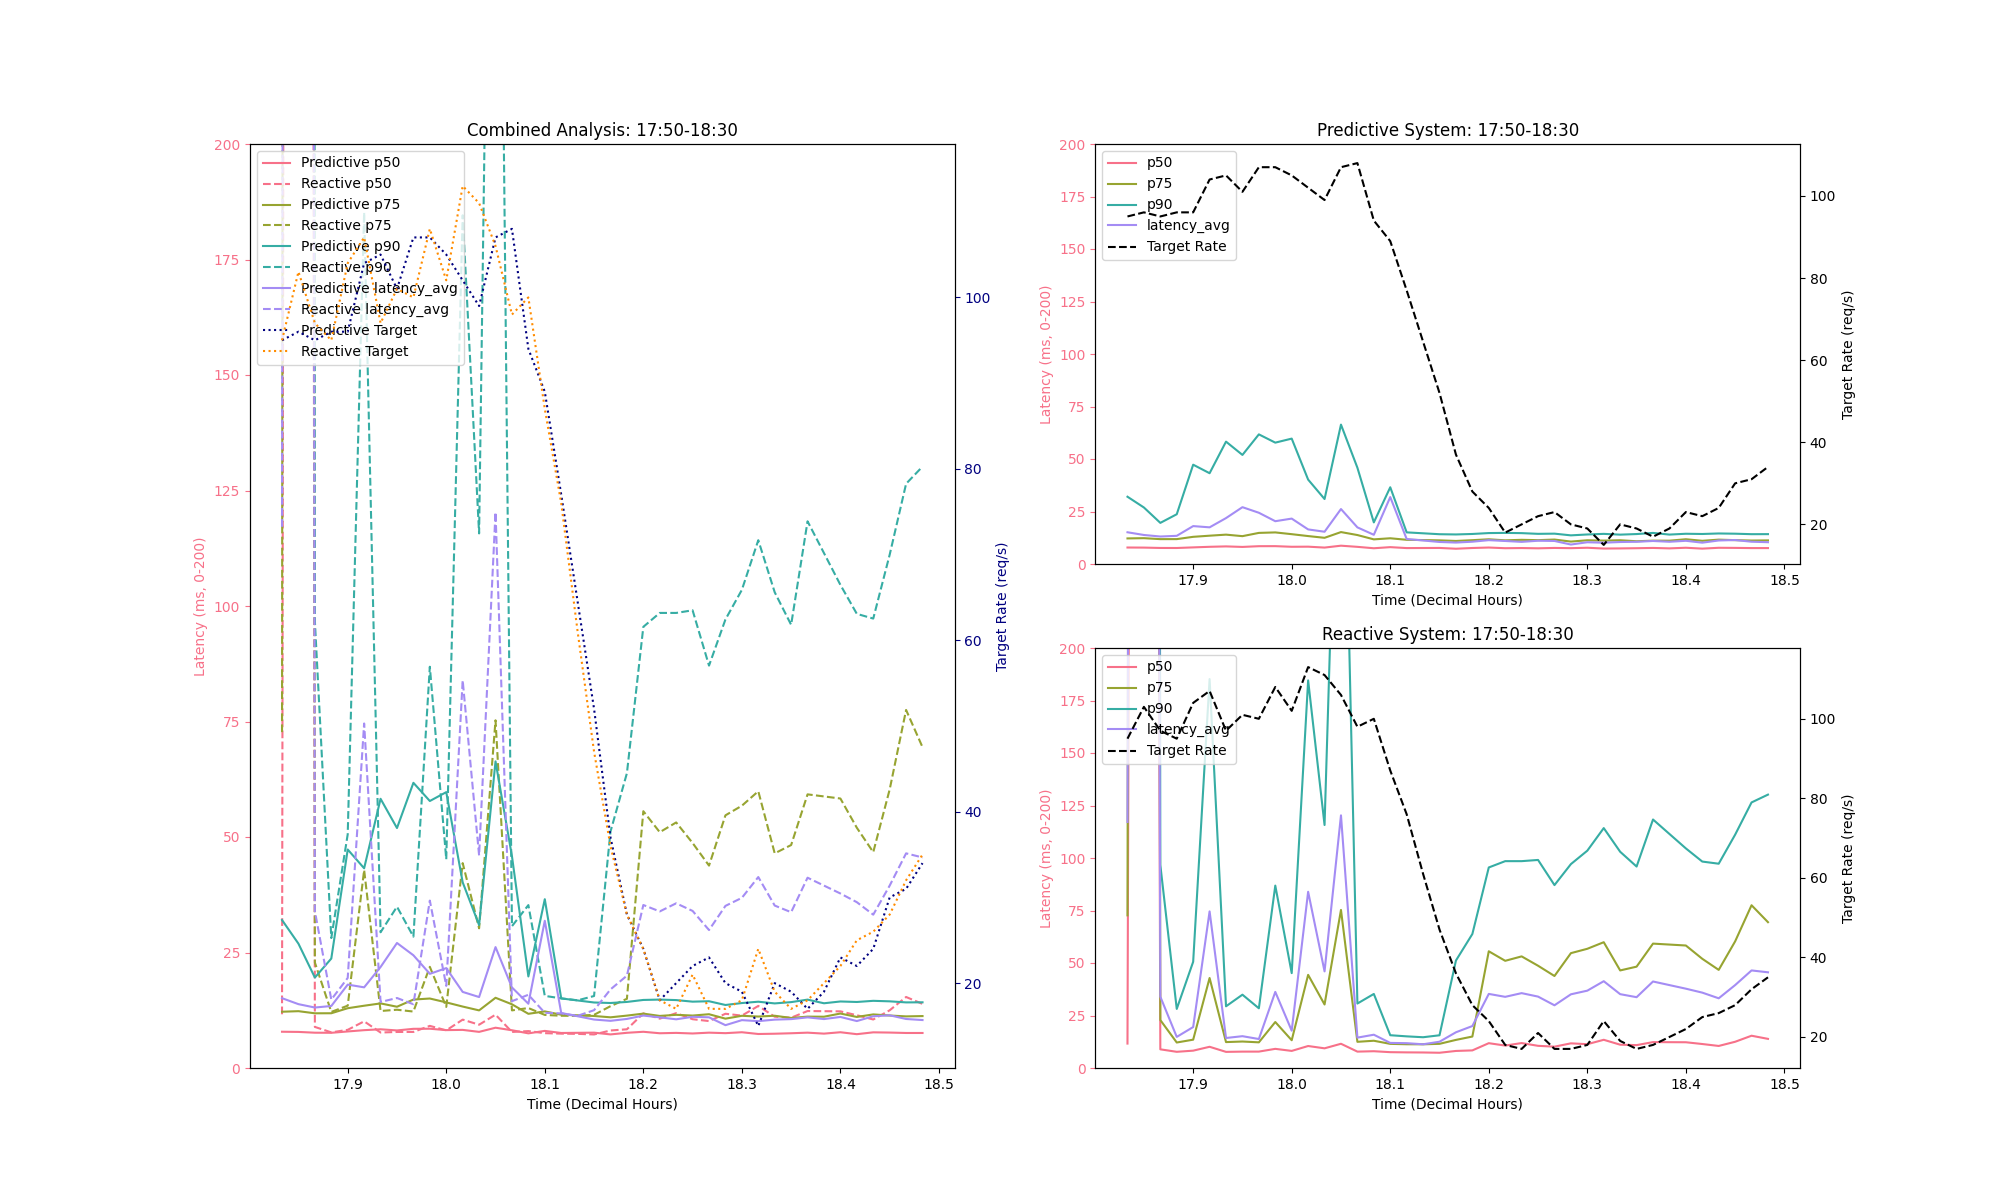 Combined Analysis: 17:50-18:30
200
175
150
125
100
75
50
25
0
Latency (ms, 0-200)
Predictive p50
Reactive p50
Predictive p75
Reactive p75
Predictive p90
Reactive p90
Predictive latency_avg
Reactive latency_avg
Predictive Target
Reactive Target
100
80
60
40
20
Target Rate (req/s)
17.9 18.0 18.1 18.2 18.3 18.4 18.5
Time (Decimal Hours)
Predictive System: 17:50-18:30
200
175
150
125
100
75
50
25
0
Latency (ms, 0-200)
p50
p75
p90
latency_avg
Target Rate
100
80
60
40
20
Target Rate (req/s)
17.9 18.0 18.1 18.2 18.3 18.4 18.5
Time (Decimal Hours)
Reactive System: 17:50-18:30
200
175
150
125
100
75
50
25
0
Latency (ms, 0-200)
p50
p75
p90
latency_avg
Target Rate
100
80
60
40
20
Target Rate (req/s)
17.9 18.0 18.1 18.2 18.3 18.4 18.5
Time (Decimal Hours)